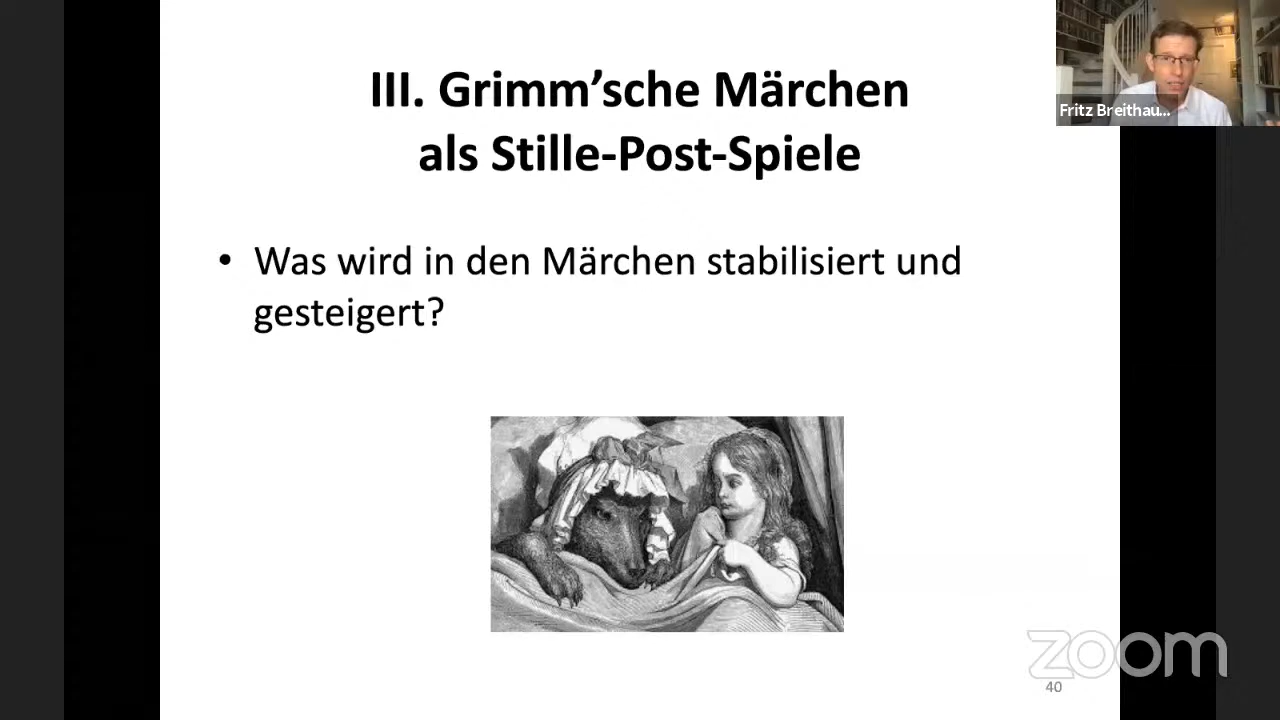 III. Grimm’sche Märchen
als Stille-Post-Spiele
• Was wird in den Märchen stabilisiert und
gesteigert?
Fritz Breithau...
zoom
40